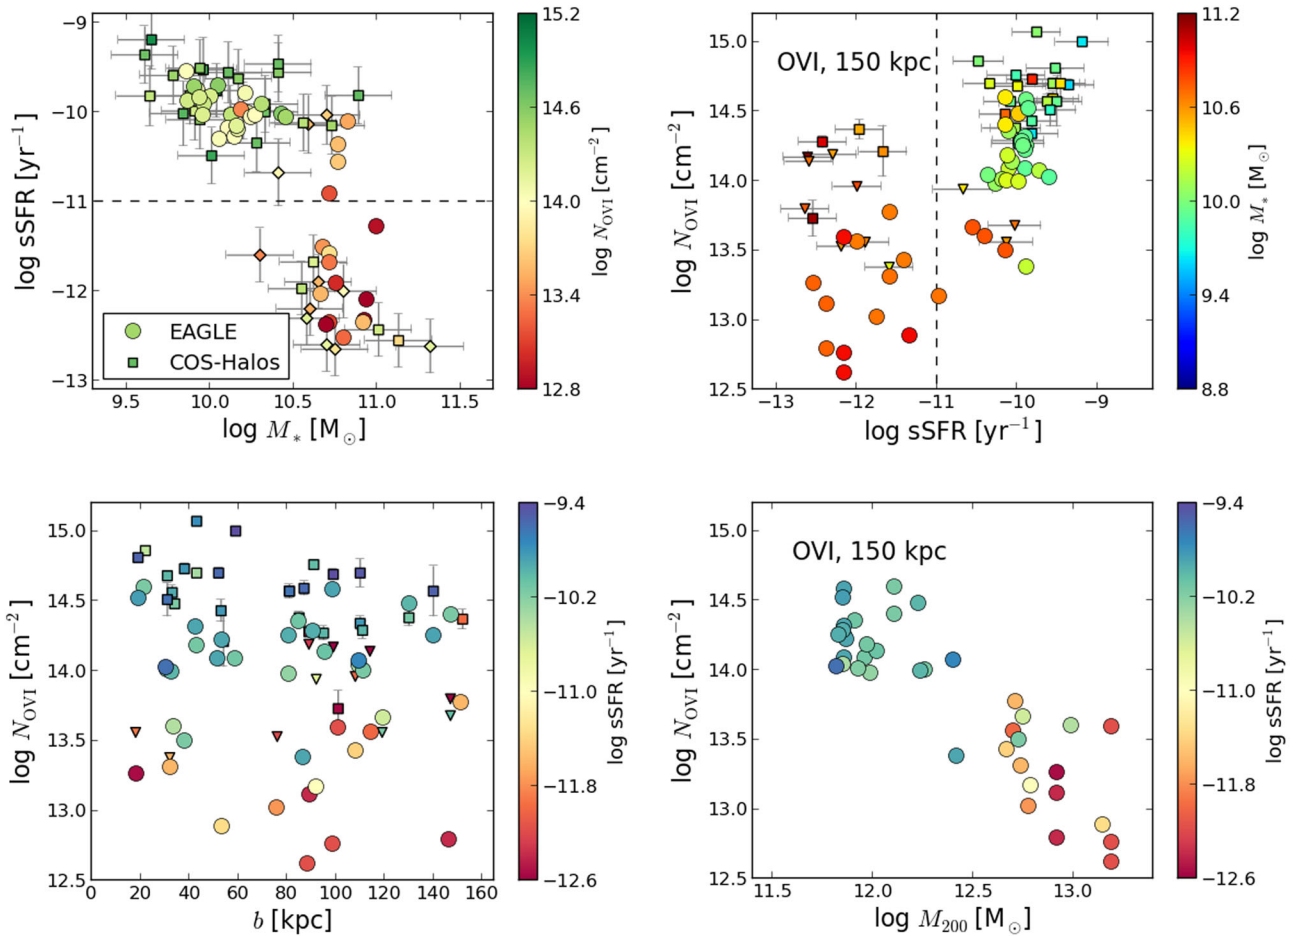 −9
−10
−11
−12
−13
log sSFR [yr⁻¹]
9.5 10.0 10.5 11.0 11.5
log M* [M⊙]
EAGLE
COS-Halos
15.2
14.6
14.0
13.4
12.8
log N_OVI [cm⁻²]
15.0
14.5
14.0
13.5
13.0
12.5
log N_OVI [cm⁻²]
OVI, 150 kpc
−13 −12 −11 −10 −9
log sSFR [yr⁻¹]
11.2
10.6
10.0
9.4
8.8
log M* [M⊙]
15.0
14.5
14.0
13.5
13.0
12.5
log N_OVI [cm⁻²]
0 20 40 60 80 100 120 140 160
b [kpc]
−9.4
−10.2
−11.0
−11.8
−12.6
log sSFR [yr⁻¹]
15.0
14.5
14.0
13.5
13.0
12.5
log N_OVI [cm⁻²]
OVI, 150 kpc
11.5 12.0 12.5 13.0
log M₂₀₀ [M⊙]
−9.4
−10.2
−11.0
−11.8
−12.6
log sSFR [yr⁻¹]